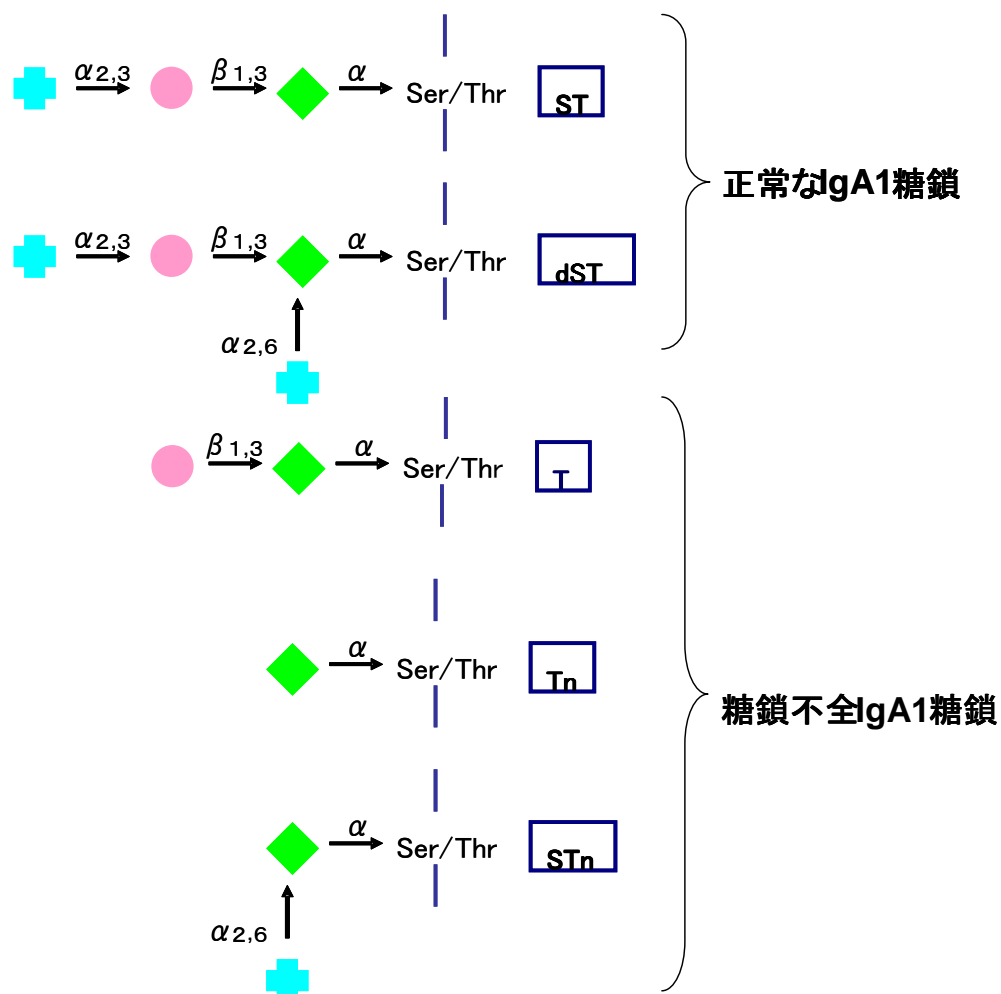 α2,3 β1,3 α Ser/Thr ST
正常なIgA1糖鎖
α2,3 β1,3 α Ser/Thr dST
α2,6
β1,3 α Ser/Thr T
α Ser/Thr Tn
糖鎖不全IgA1糖鎖
α Ser/Thr STn
α2,6